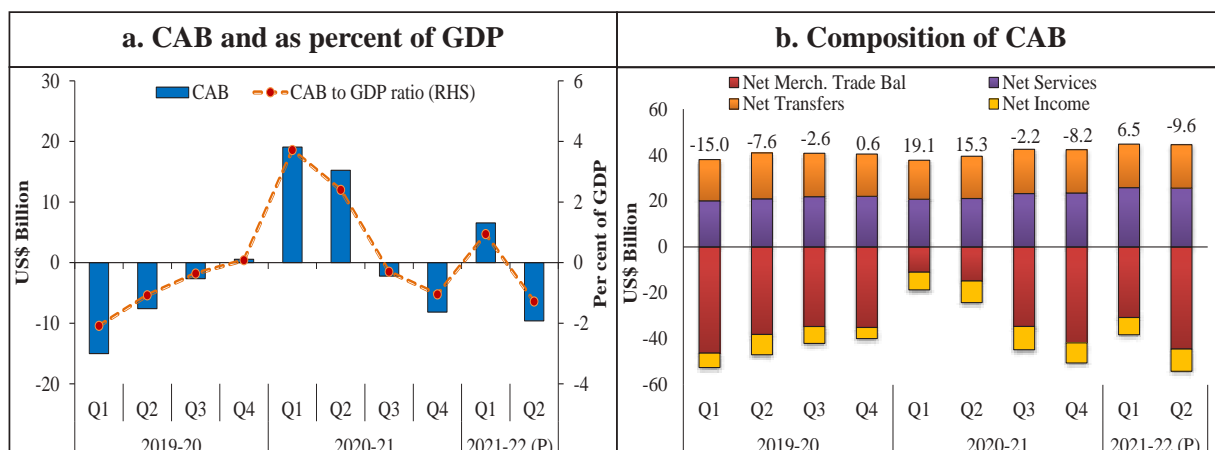 a. CAB and as percent of GDP
30
20
10
0
-10
-20
US$ Billion
CAB
CAB to GDP ratio (RHS)
6
4
2
0
-2
-4
Per cent of GDP
Q1 Q2 Q3 Q4 Q1 Q2 Q3 Q4 Q1 Q2
2019-20 2020-21 2021-22 (P)
b. Composition of CAB
Net Merch. Trade Bal
Net Services
Net Transfers
Net Income
60
40
20
0
-20
-40
-60
US$ Billion
-15.0 -7.6 -2.6 0.6 19.1 15.3 -2.2 -8.2 6.5 -9.6
Q1 Q2 Q3 Q4 Q1 Q2 Q3 Q4 Q1 Q2
2019-20 2020-21 2021-22 (P)